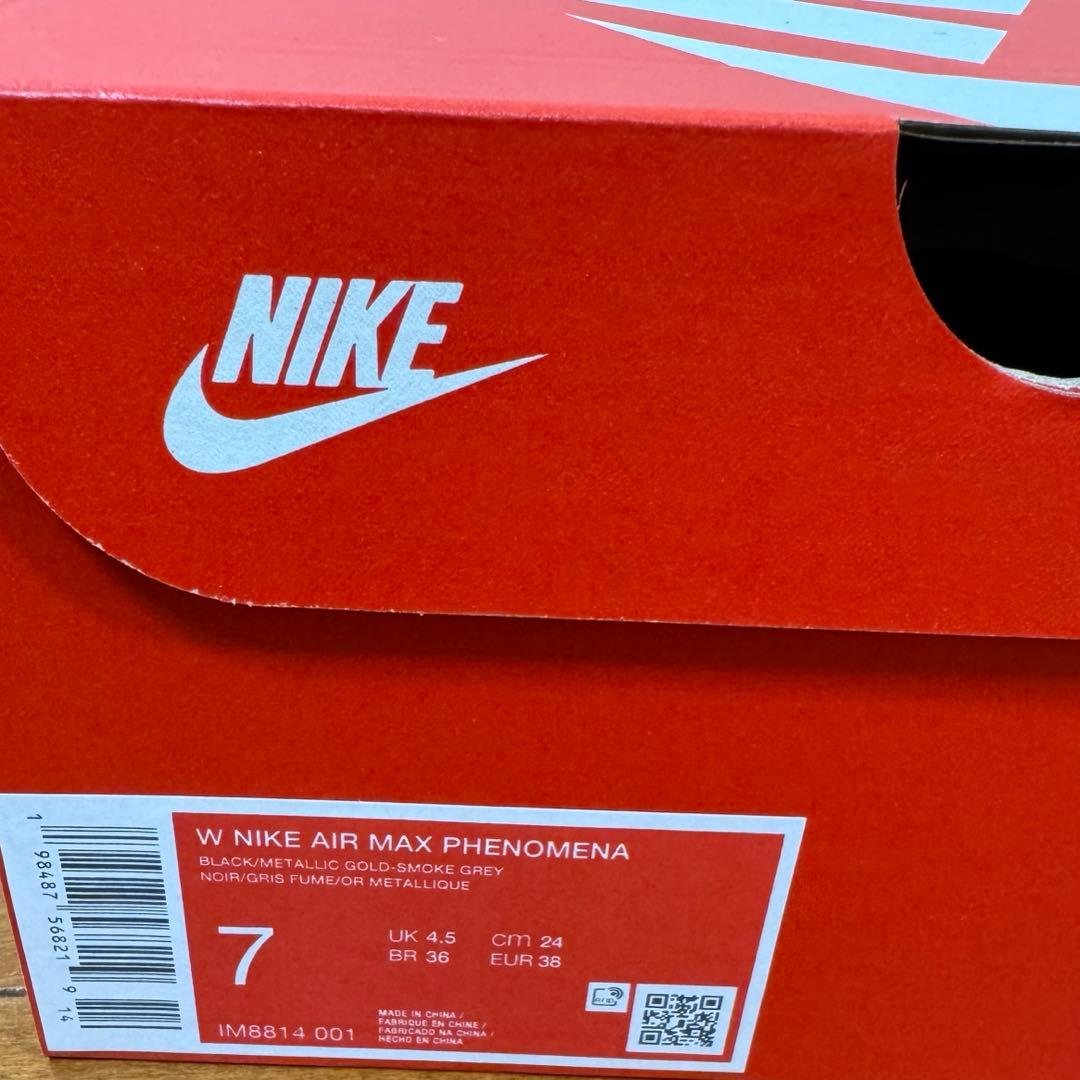 NIKE
W NIKE AIR MAX PHENOMENA
BLACK/METALLIC GOLD-SMOKE GREY
NOIR/GRIS FUME/OR METALLIQUE
7
UK 4.5 cm 24
BR 36 EUR 38
IM8814 001
MADE IN CHINA /
FABRIQUE EN CHINE /
FABRICADO NA CHINA /
HECHO EN CHINA
RFID
1 98487 56821 9 14